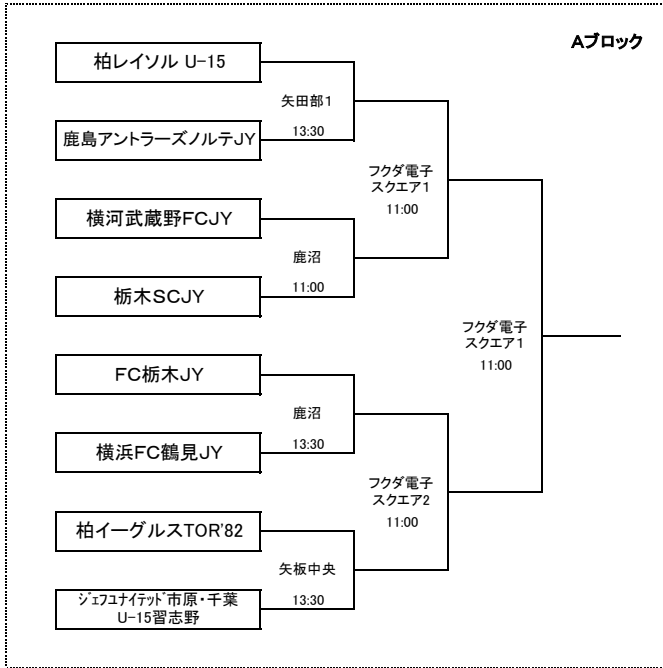 Aブロック
柏レイソル U-15
矢田部1
13:30
鹿島アントラーズノルテJY
フクダ電子
スクエア1
11:00
横河武蔵野FCJY
鹿沼
11:00
栃木SCJY
フクダ電子
スクエア1
11:00
FC栃木JY
鹿沼
13:30
横浜FC鶴見JY
フクダ電子
スクエア2
11:00
柏イーグルスTOR'82
矢板中央
13:30
ジェフユナイテッド市原・千葉
U-15習志野